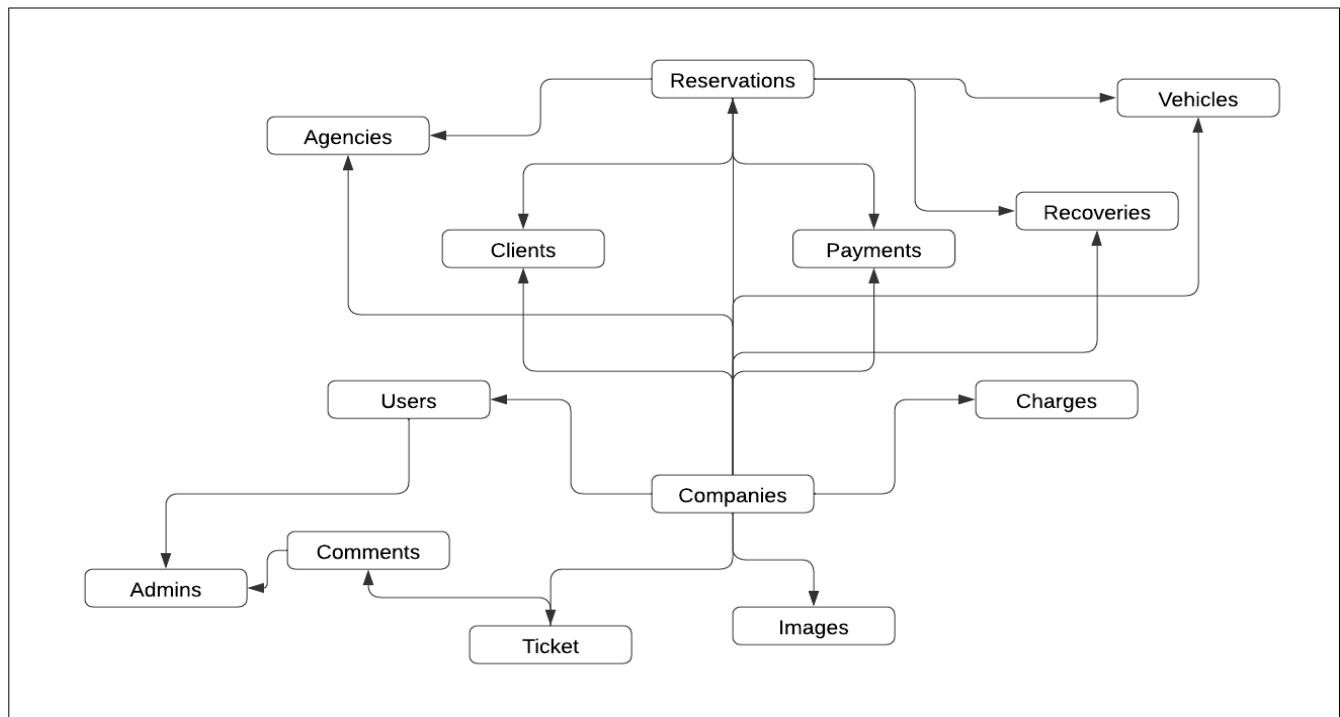 Reservations
Vehicles
Agencies
Recoveries
Clients
Payments
Users
Charges
Companies
Comments
Admins
Images
Ticket